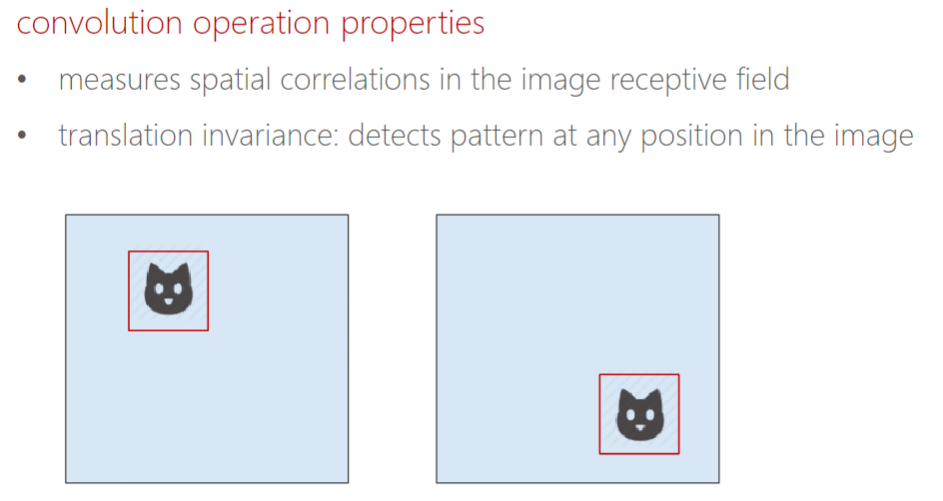 convolution operation properties
• measures spatial correlations in the image receptive field
• translation invariance: detects pattern at any position in the image